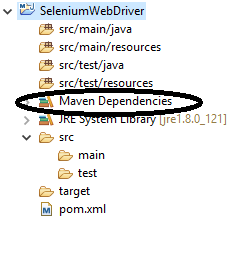 SeleniumWebDriver
src/main/java
src/main/resources
src/test/java
src/test/resources
Maven Dependencies
JRE System Library [jre1.8.0_121]
src
main
test
target
pom.xml